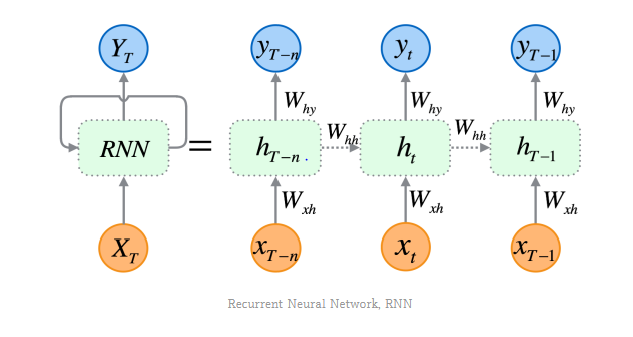 Y_T y_{T-n} y_t y_{T-1}
W_{hy} W_{hy} W_{hy}
RNN = h_{T-n} . W_{hh} h_t W_{hh} h_{T-1}
W_{xh} W_{xh} W_{xh}
X_T x_{T-n} x_t x_{T-1}
Recurrent Neural Network, RNN